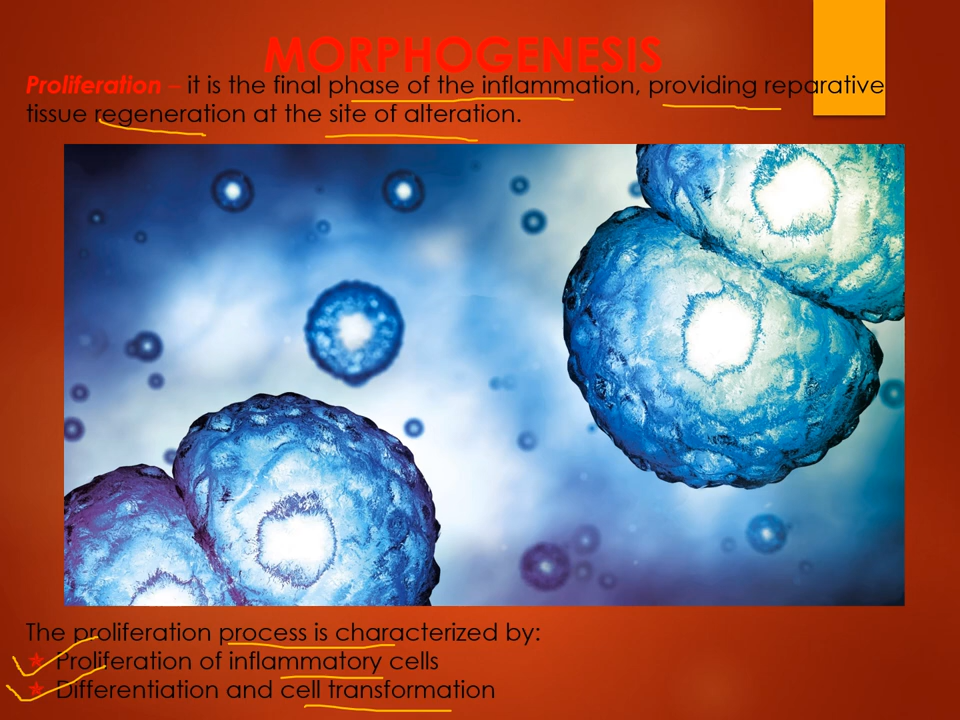 MORPHOGENESIS
Proliferation – it is the final phase of the inflammation, providing reparative
tissue regeneration at the site of alteration.
The proliferation process is characterized by:
★ Proliferation of inflammatory cells
★ Differentiation and cell transformation